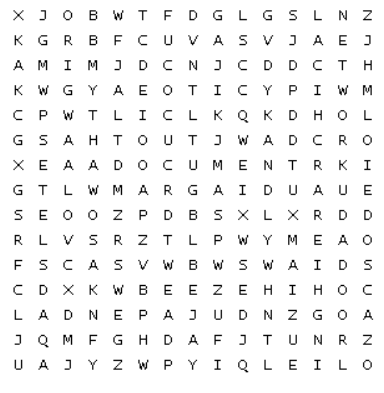 X J O B W T F D G L G S L N Z
K G R B F C U V A S V J A E J
A M I M J D C N J C D D C T H
K W G Y A E O T I C Y P I W M
C P W T L I C L K Q K D H O L
G S A H T O U T J W A D C R O
X E A A D O C U M E N T R K I
G T L W M A R G A I D U A U E
S E O O Z P D B S X L X R D D
R L V S R Z T L P W Y M E A O
F S C A S V W B W S W A I D S
C D X K W B E E Z E H I H O C
L A D N E P A J U D N Z G O A
J Q M F G H D A F J T U N R Z
U A J Y Z W P Y I Q L E I L O